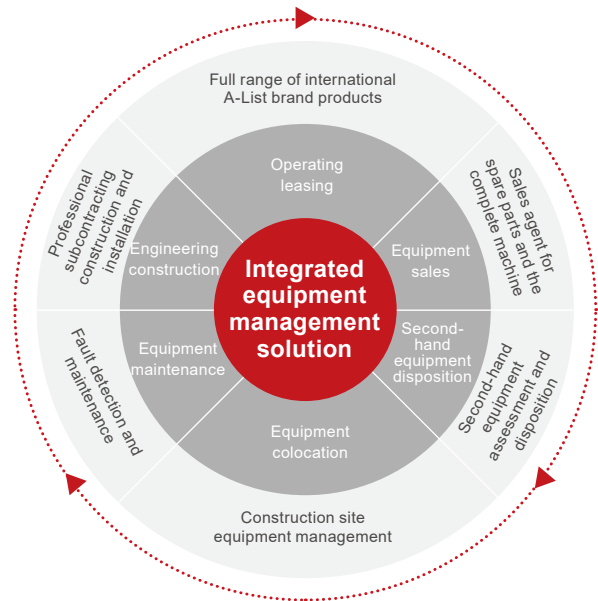 Full range of international
A-List brand products
Operating
leasing
Professional
subcontracting
construction and
installation
Engineering
construction
Sales agent for
spare parts and the
complete machine
Equipment
sales
Integrated
equipment
management
solution
Fault detection and
maintenance
Equipment
maintenance
Second-
hand
equipment
disposition
Second-hand
equipment
assessment and
disposition
Equipment
colocation
Construction site
equipment management